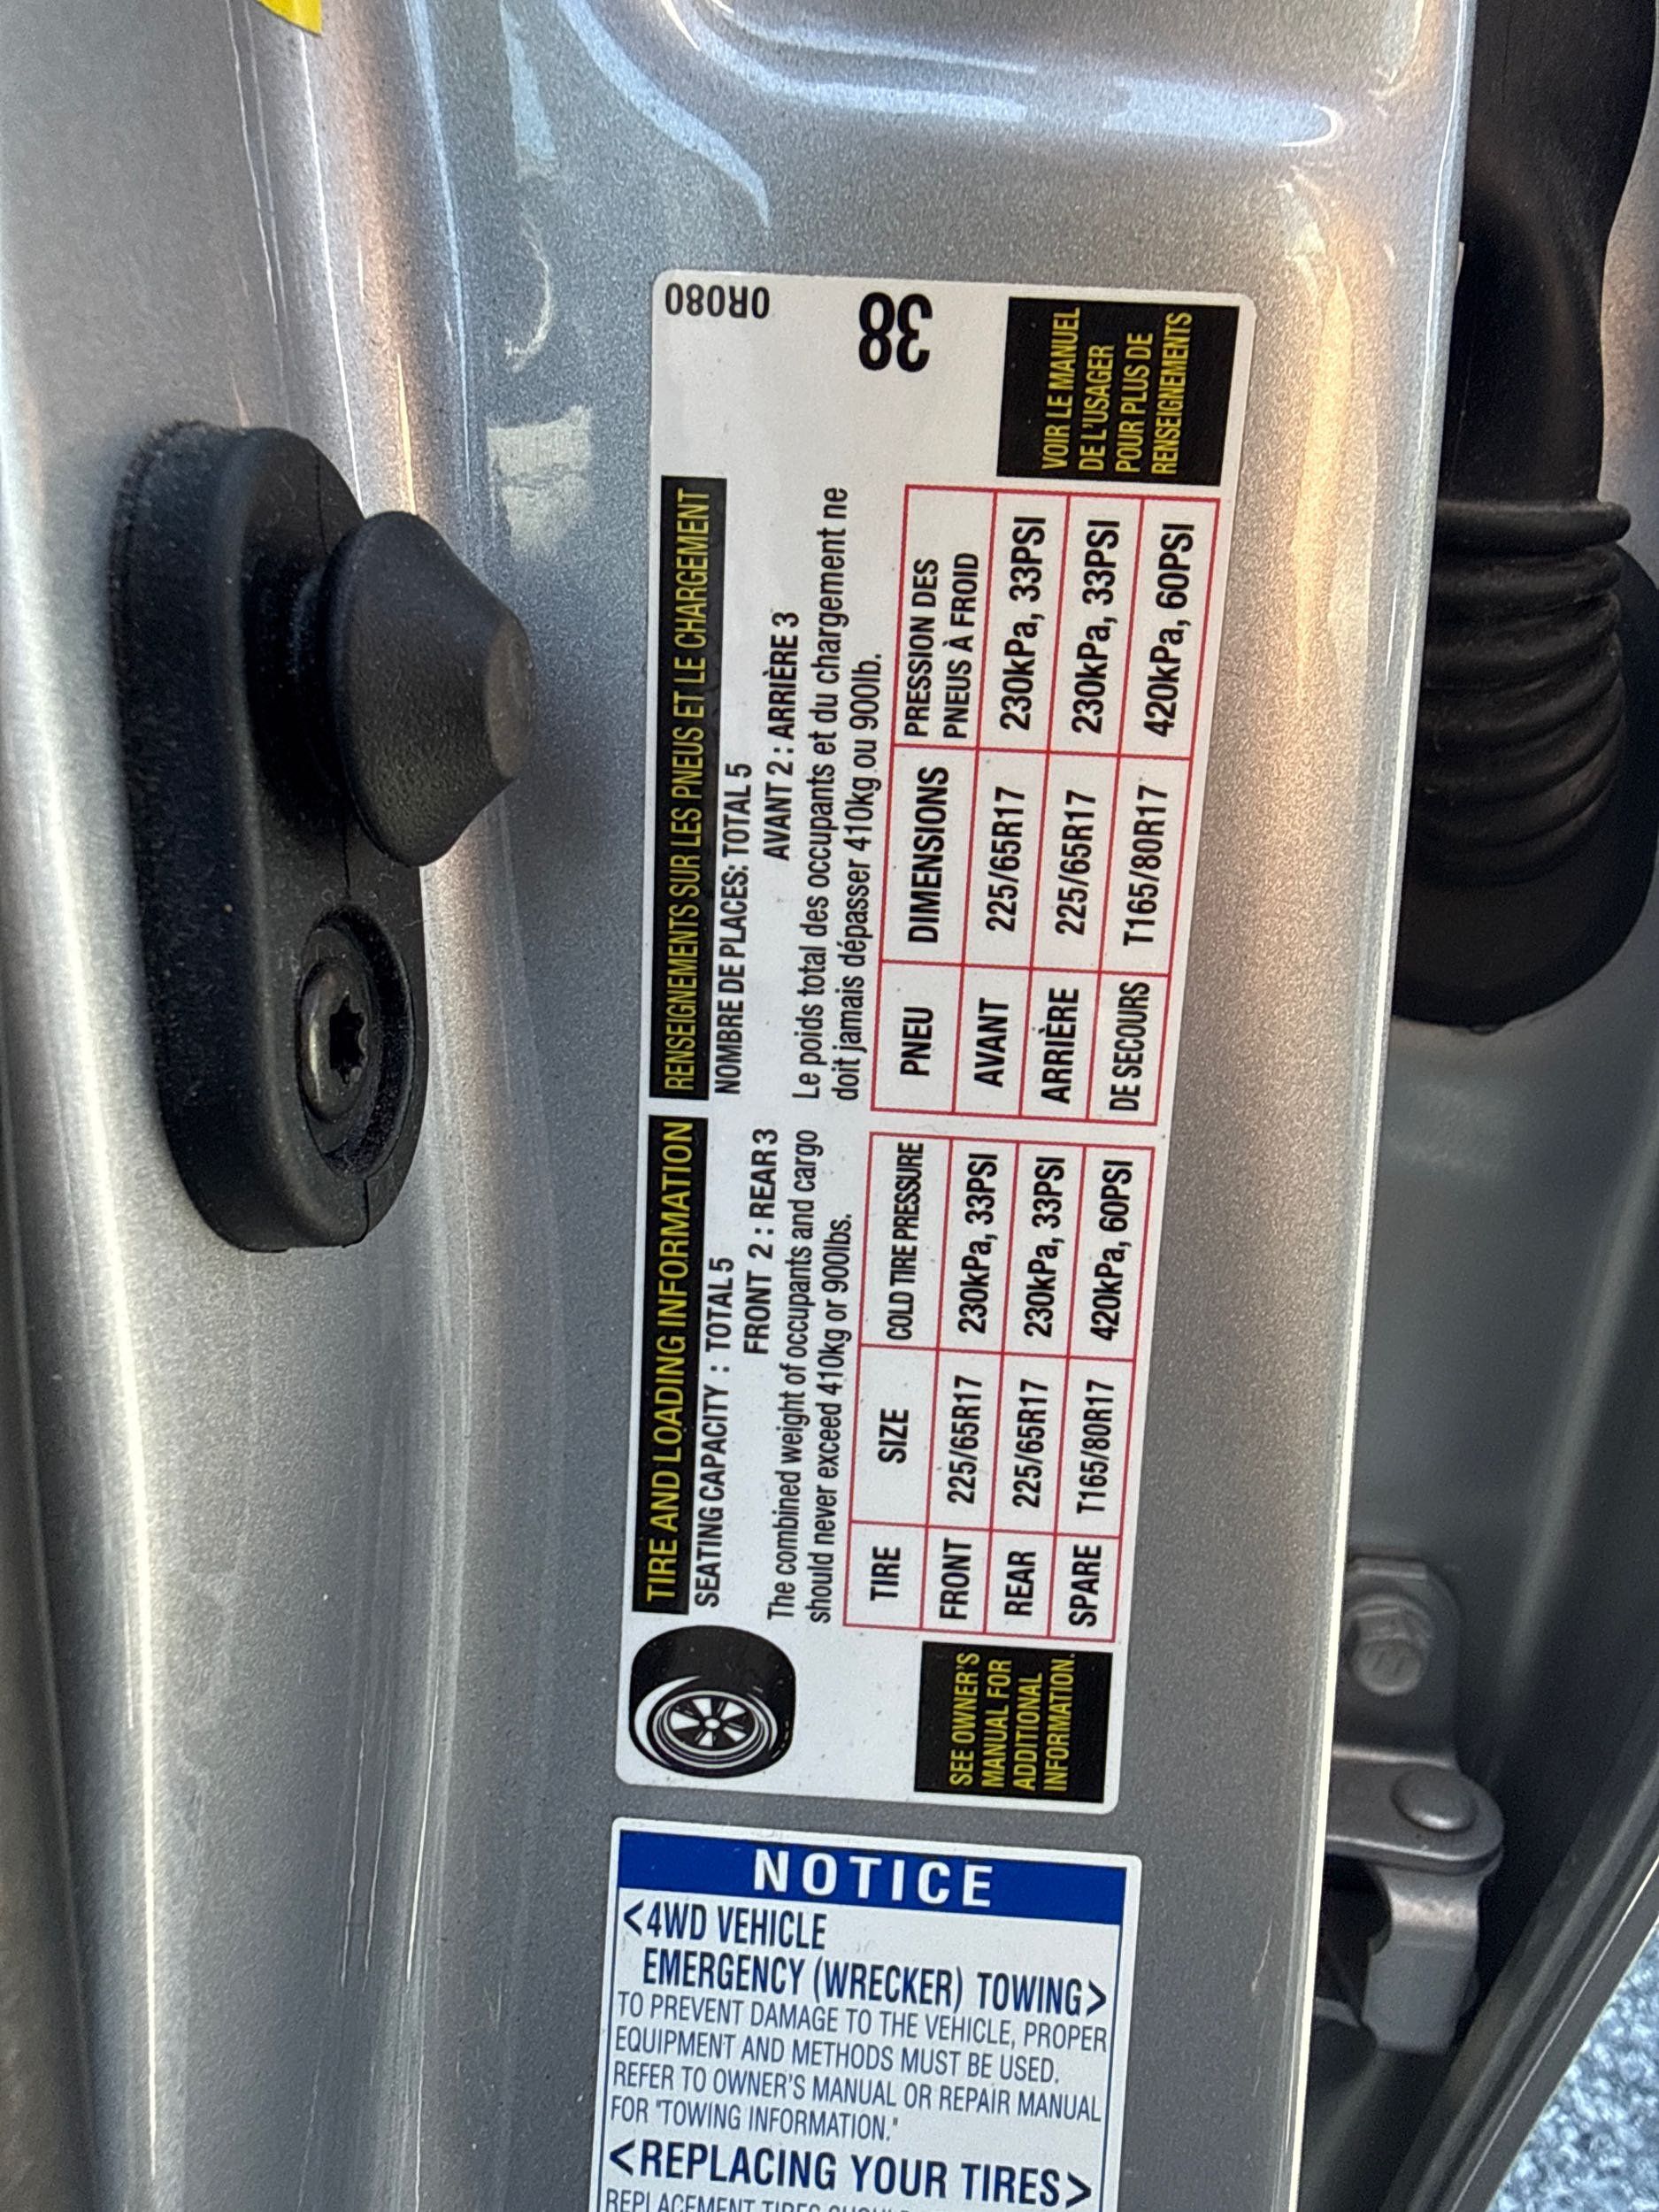 TIRE AND LOADING INFORMATION
SEATING CAPACITY : TOTAL 5
FRONT 2 : REAR 3
The combined weight of occupants and cargo
should never exceed 410kg or 900lbs.
TIRE SIZE COLD TIRE PRESSURE
FRONT 225/65R17 230kPa, 33PSI
REAR 225/65R17 230kPa, 33PSI
SPARE T165/80R17 420kPa, 60PSI
SEE OWNER'S
MANUAL FOR
ADDITIONAL
INFORMATION.
RENSEIGNEMENTS SUR LES PNEUS ET LE CHARGEMENT
NOMBRE DE PLACES: TOTAL 5
AVANT 2 : ARRIÈRE 3
Le poids total des occupants et du chargement ne
doit jamais dépasser 410kg ou 900lb.
PNEU DIMENSIONS PRESSION DES
PNEUS À FROID
AVANT 225/65R17 230kPa, 33PSI
ARRIÈRE 225/65R17 230kPa, 33PSI
DE SECOURS T165/80R17 420kPa, 60PSI
VOIR LE MANUEL
DE L'USAGER
POUR PLUS DE
RENSEIGNEMENTS
0R080
38
NOTICE
<4WD VEHICLE
EMERGENCY (WRECKER) TOWING>
TO PREVENT DAMAGE TO THE VEHICLE, PROPER
EQUIPMENT AND METHODS MUST BE USED.
REFER TO OWNER'S MANUAL OR REPAIR MANUAL
FOR "TOWING INFORMATION."
<REPLACING YOUR TIRES>
REPLACEMENT TIRES